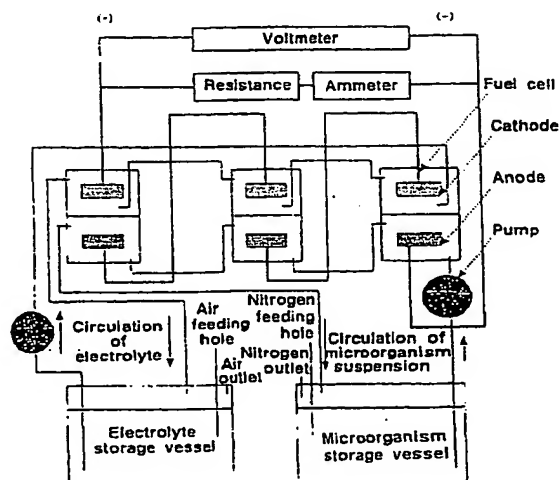 (-)
(-)
Voltmeter
Resistance
Ammeter
Fuel cell
Cathode
Anode
Pump
Circulation
of
electrolyte
Air
feeding
hole
Air
outlet
Nitrogen
feeding
hole
Nitrogen
outlet
Circulation of
microorganism
suspension
Electrolyte
storage vessel
Microorganism
storage vessel